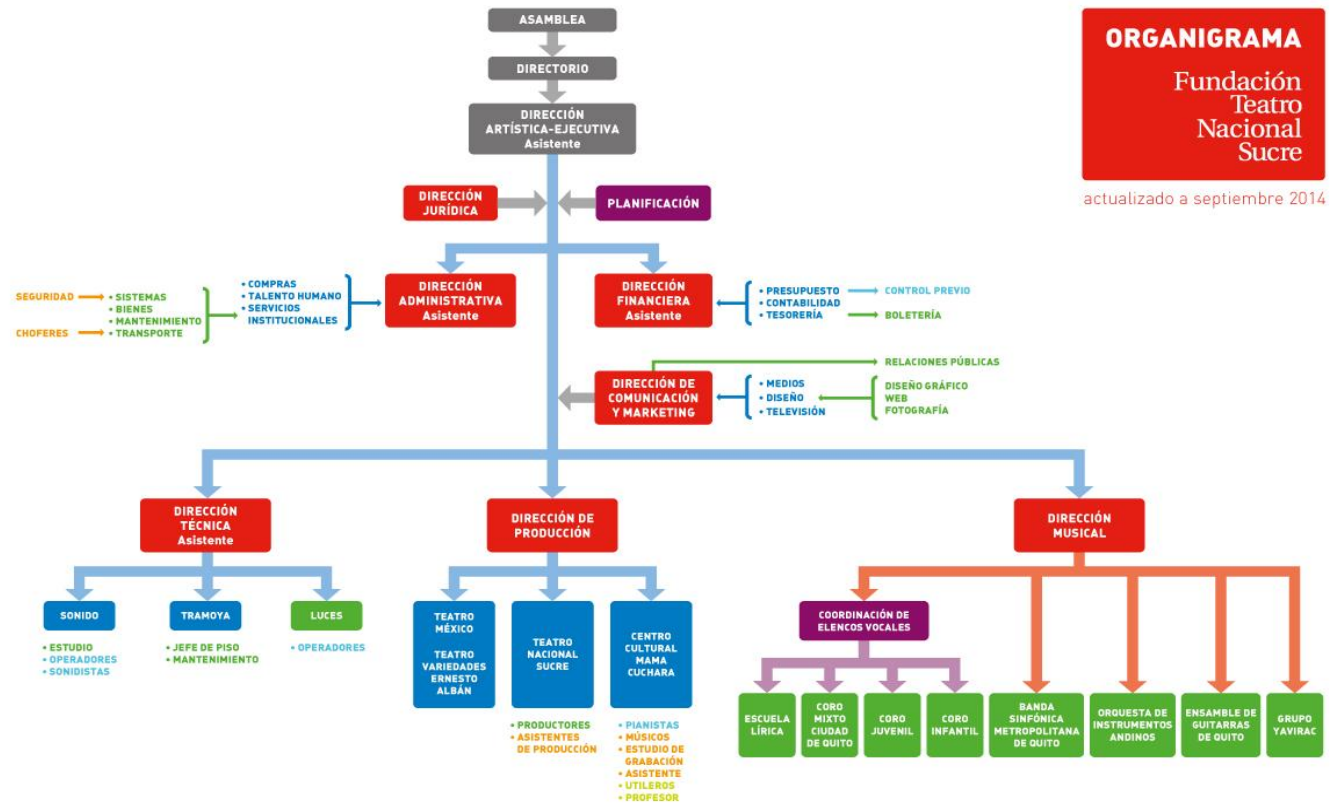 ASAMBLEA
DIRECTORIO
DIRECCIÓN
ARTÍSTICA-EJECUTIVA
Asistente
ORGANIGRAMA
Fundación
Teatro
Nacional
Sucre
actualizado a septiembre 2014
DIRECCIÓN
JURÍDICA
PLANIFICACIÓN
SEGURIDAD
CHOFERES
• SISTEMAS
• BIENES
• MANTENIMIENTO
• TRANSPORTE
• COMPRAS
• TALENTO HUMANO
• SERVICIOS
INSTITUCIONALES
DIRECCIÓN
ADMINISTRATIVA
Asistente
DIRECCIÓN
FINANCIERA
Asistente
• PRESUPUESTO
• CONTABILIDAD
• TESORERÍA
CONTROL PREVIO
BOLETERÍA
RELACIONES PÚBLICAS
DIRECCIÓN DE
COMUNICACIÓN
Y MARKETING
• MEDIOS
• DISEÑO
• TELEVISIÓN
DISEÑO GRÁFICO
WEB
FOTOGRAFÍA
DIRECCIÓN
TÉCNICA
Asistente
DIRECCIÓN DE
PRODUCCIÓN
DIRECCIÓN
MUSICAL
SONIDO
• ESTUDIO
• OPERADORES
• SONIDISTAS
TRAMOYA
• JEFE DE PISO
• MANTENIMIENTO
LUCES
• OPERADORES
TEATRO
MÉXICO
TEATRO
VARIEDADES
ERNESTO
ALBÁN
TEATRO
NACIONAL
SUCRE
• PRODUCTORES
• ASISTENTES
DE PRODUCCIÓN
CENTRO
CULTURAL
MAMA
CUCHARA
• PIANISTAS
• MÚSICOS
• ESTUDIO DE
GRABACIÓN
• ASISTENTE
• UTILEROS
• PROFESOR
COORDINACIÓN DE
ELENCOS VOCALES
ESCUELA
LÍRICA
CORO
MIXTO
CIUDAD
DE QUITO
CORO
JUVENIL
CORO
INFANTIL
BANDA
SINFÓNICA
METROPOLITANA
DE QUITO
ORQUESTA DE
INSTRUMENTOS
ANDINOS
ENSAMBLE DE
GUITARRAS
DE QUITO
GRUPO
YAVIRAC